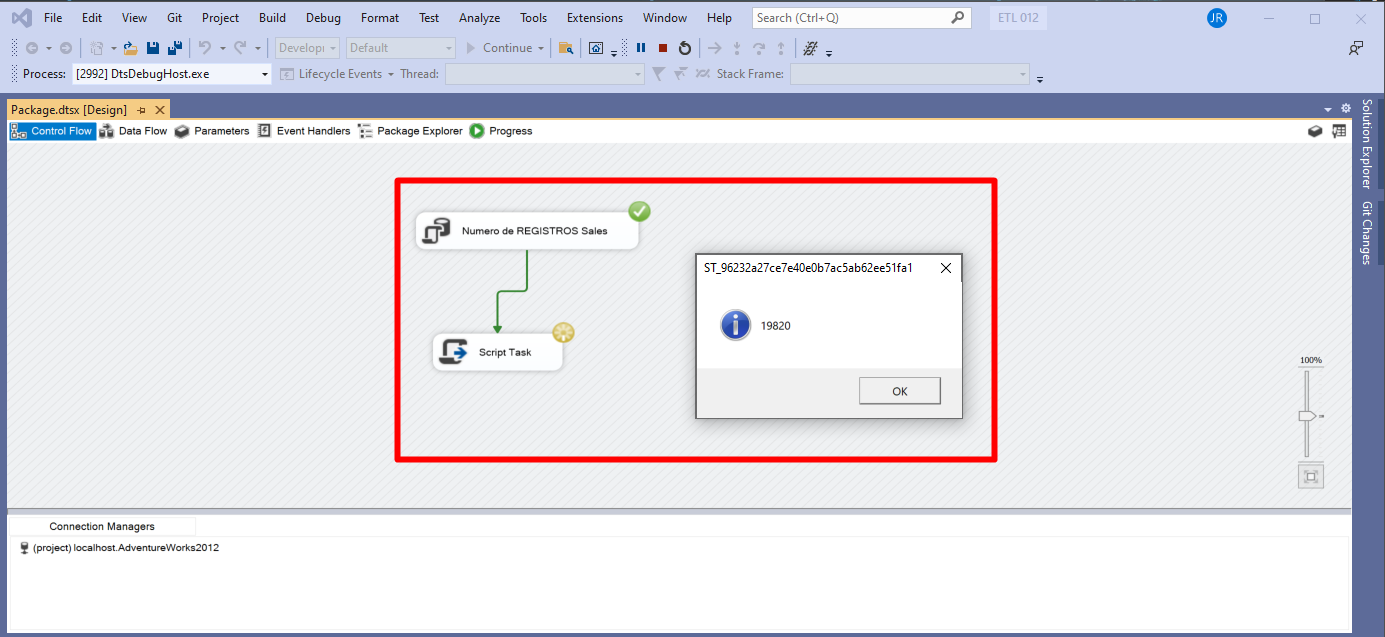 File Edit View Git Project Build Debug Format Test Analyze Tools Extensions Window Help Search (Ctrl+Q) ETL 012 JR
Develop Default Continue
Process: [2992] DtsDebugHost.exe Lifecycle Events Thread: Stack Frame:
Package.dtsx [Design]
Control Flow Data Flow Parameters Event Handlers Package Explorer Progress
Solution Explorer
Git Changes
Numero de REGISTROS Sales
Script Task
ST_96232a27ce7e40e0b7ac5ab62ee51fa1
19820
OK
100%
Connection Managers
(project) localhost.AdventureWorks2012